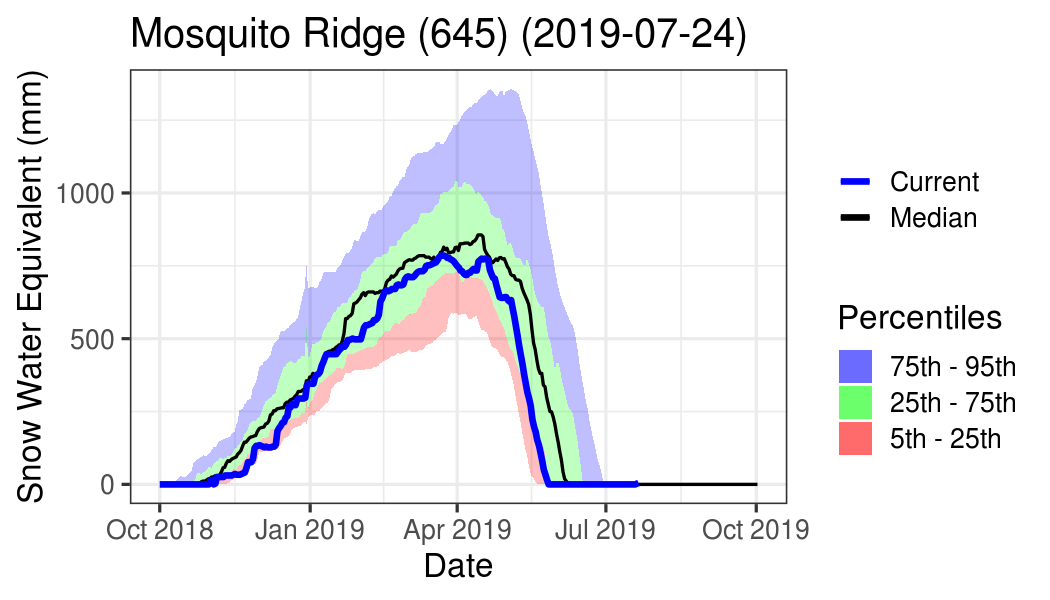 Mosquito Ridge (645) (2019-07-24)
Snow Water Equivalent (mm)
1000
500
0
Oct 2018 Jan 2019 Apr 2019 Jul 2019 Oct 2019
Date
Current
Median
Percentiles
75th - 95th
25th - 75th
5th - 25th